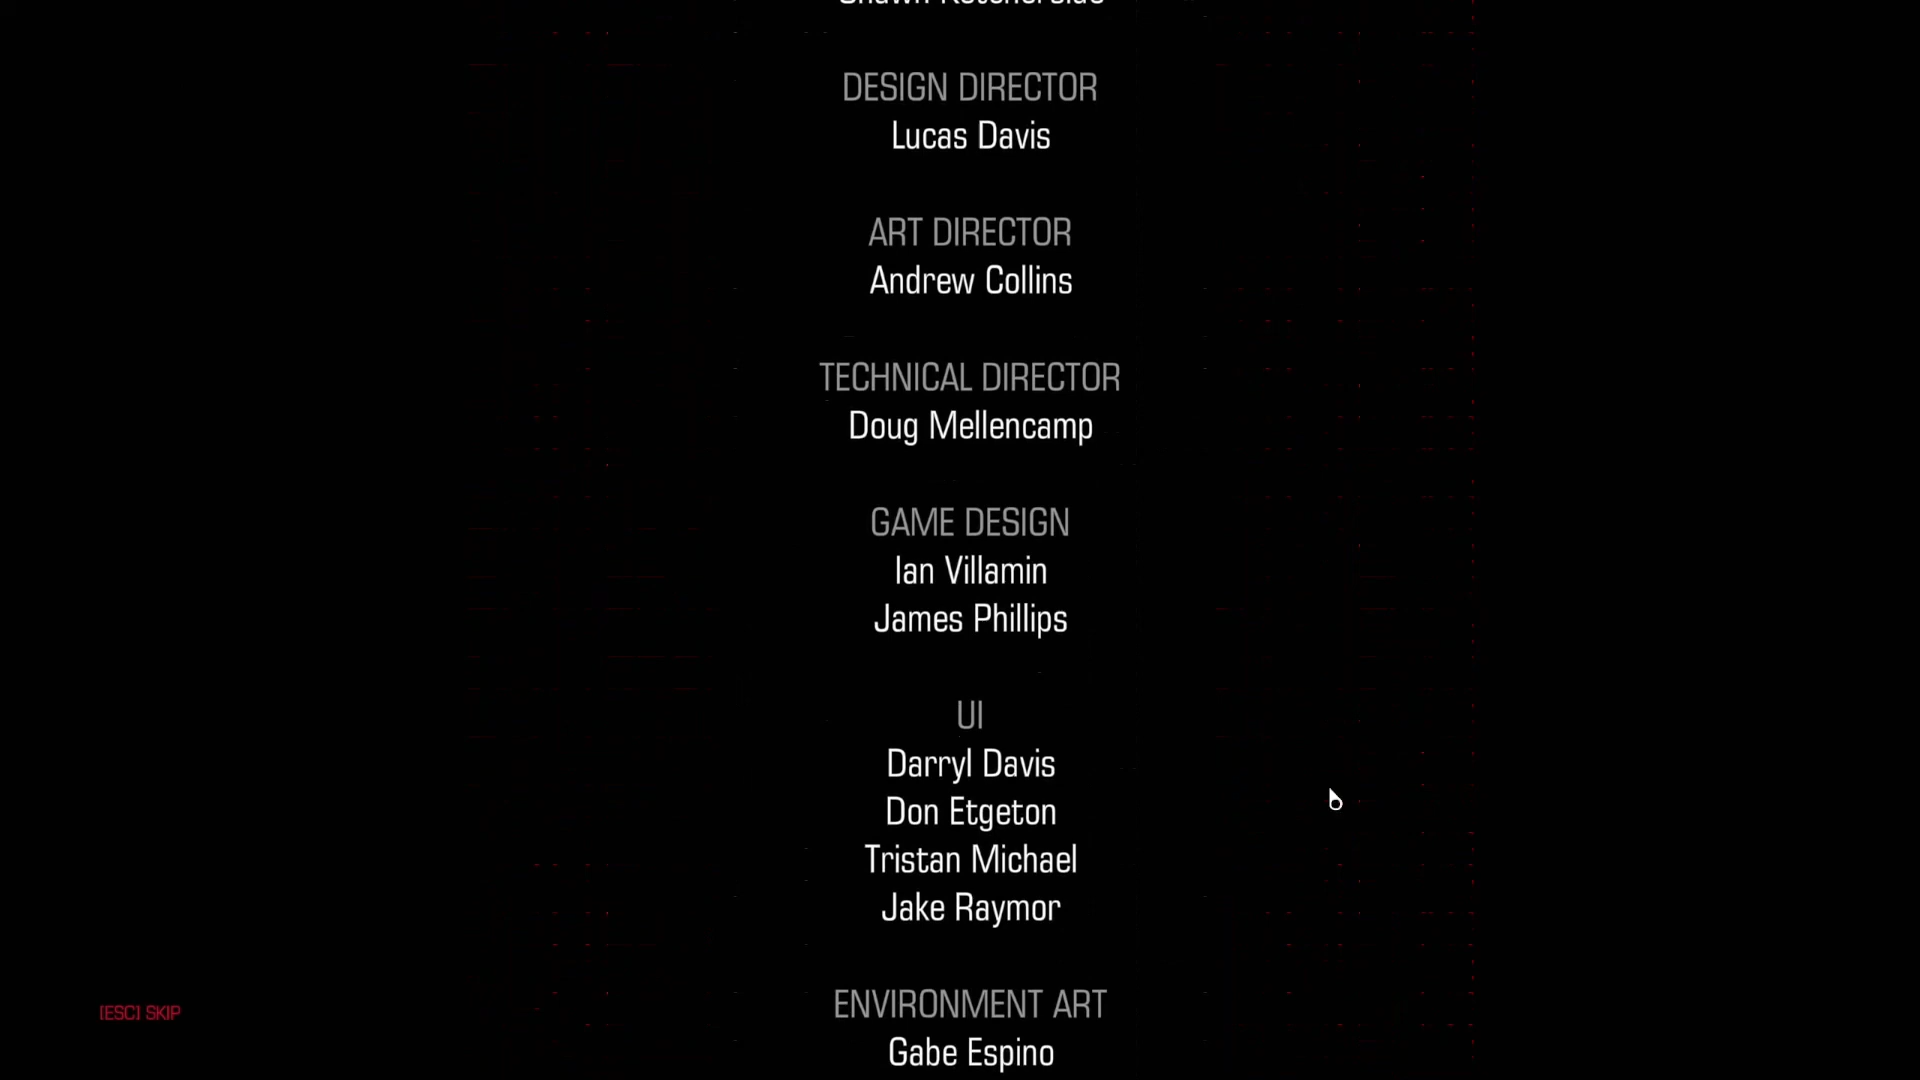 DESIGN DIRECTOR
Lucas Davis
ART DIRECTOR
Andrew Collins
TECHNICAL DIRECTOR
Doug Mellencamp
GAME DESIGN
Ian Villamin
James Phillips
UI
Darryl Davis
Don Etgeton
Tristan Michael
Jake Raymor
ENVIRONMENT ART
Gabe Espino
[ESC] SKIP